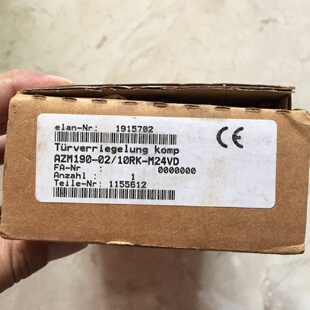 elan-Nr: 1915702
CE
Türverriegelung komp
AZM190-02/10RK-M24VD
FA-Nr : 0000000
Anzahl : 1
Teile-Nr: 1155612